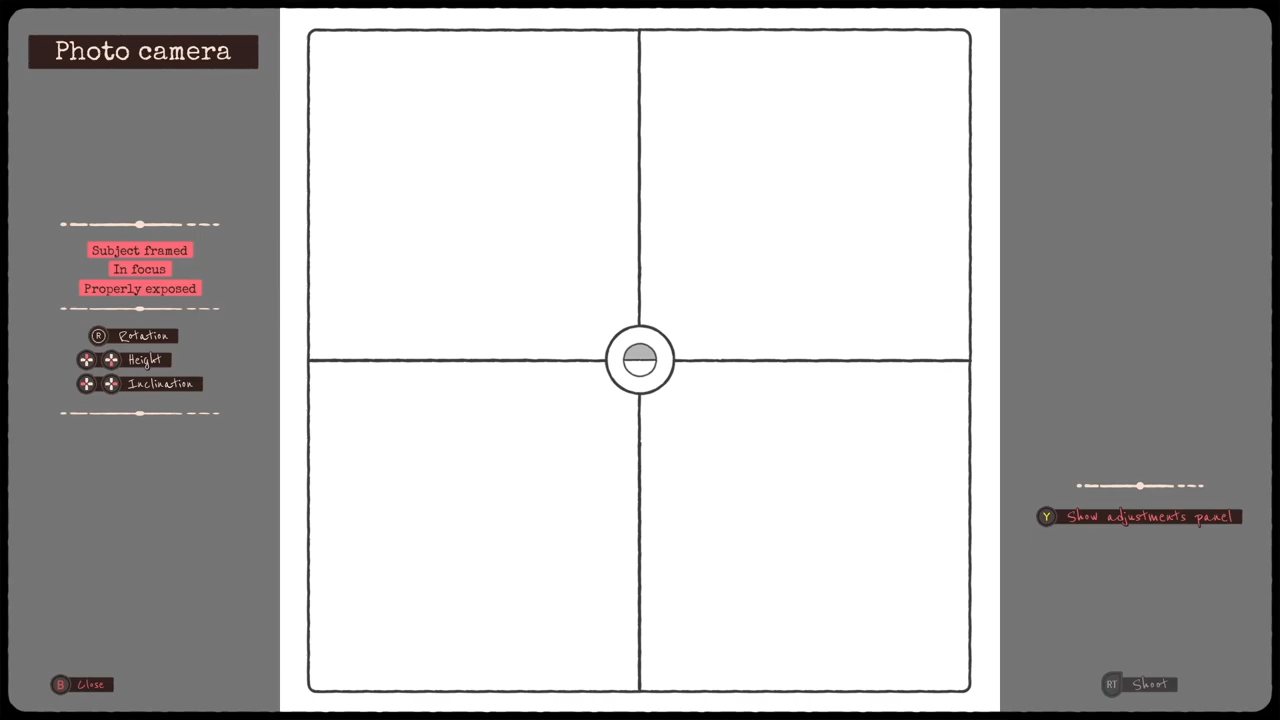 Photo camera
Subject framed
In focus
Properly exposed
R Rotation
Height
Inclination
Y Show adjustments panel
B Close
RT Shoot